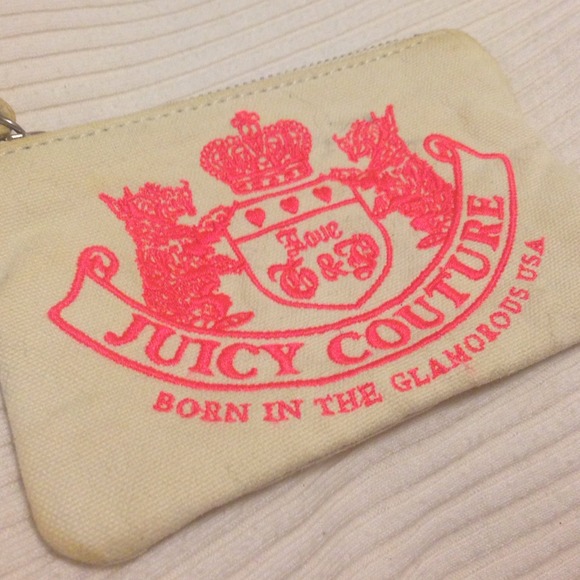 Love
G & P
JUICY COUTURE
BORN IN THE GLAMOROUS USA